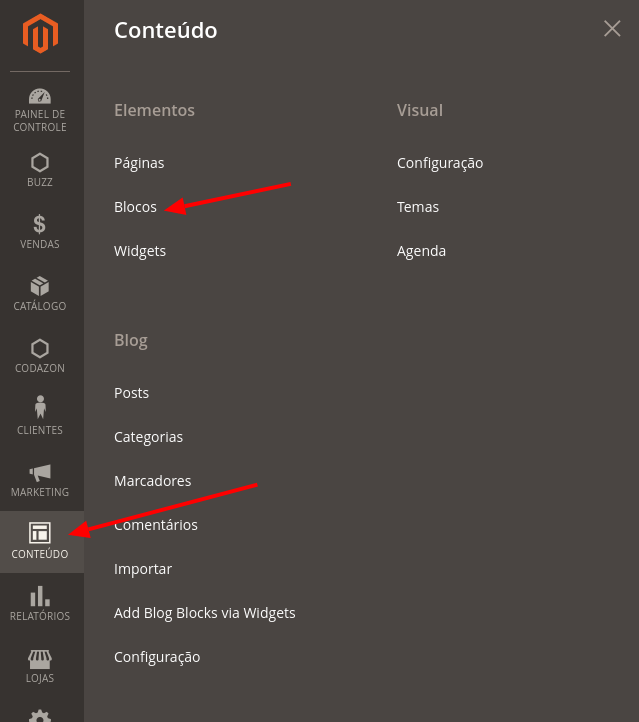 Conteúdo
PAINEL DE
CONTROLE
BUZZ
VENDAS
CATÁLOGO
CODAZON
CLIENTES
MARKETING
CONTEÚDO
RELATÓRIOS
LOJAS
Elementos
Páginas
Blocos
Widgets
Visual
Configuração
Temas
Agenda
Blog
Posts
Categorias
Marcadores
Comentários
Importar
Add Blog Blocks via Widgets
Configuração